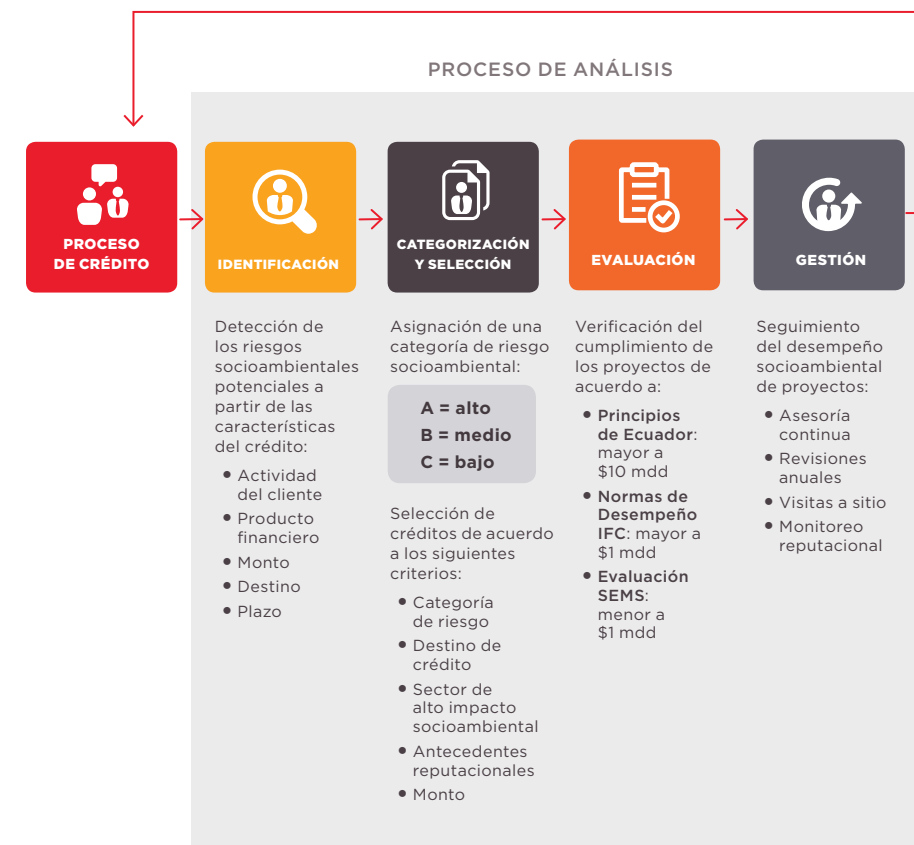 PROCESO DE ANÁLISIS
PROCESO
DE CRÉDITO
IDENTIFICACIÓN
CATEGORIZACIÓN
Y SELECCIÓN
EVALUACIÓN
GESTIÓN
Detección de
los riesgos
socioambientales
potenciales a
partir de las
características
del crédito:
• Actividad
del cliente
• Producto
financiero
• Monto
• Destino
• Plazo
Asignación de una
categoría de riesgo
socioambiental:
A = alto
B = medio
C = bajo
Selección de
créditos de acuerdo
a los siguientes
criterios:
• Categoría
de riesgo
• Destino de
crédito
• Sector de
alto impacto
socioambiental
• Antecedentes
reputacionales
• Monto
Verificación del
cumplimiento de
los proyectos de
acuerdo a:
• Principios
de Ecuador:
mayor a
$10 mdd
• Normas de
Desempeño
IFC: mayor a
$1 mdd
• Evaluación
SEMS:
menor a
$1 mdd
Seguimiento
del desempeño
socioambiental
de proyectos:
• Asesoría
continua
• Revisiones
anuales
• Visitas a sitio
• Monitoreo
reputacional